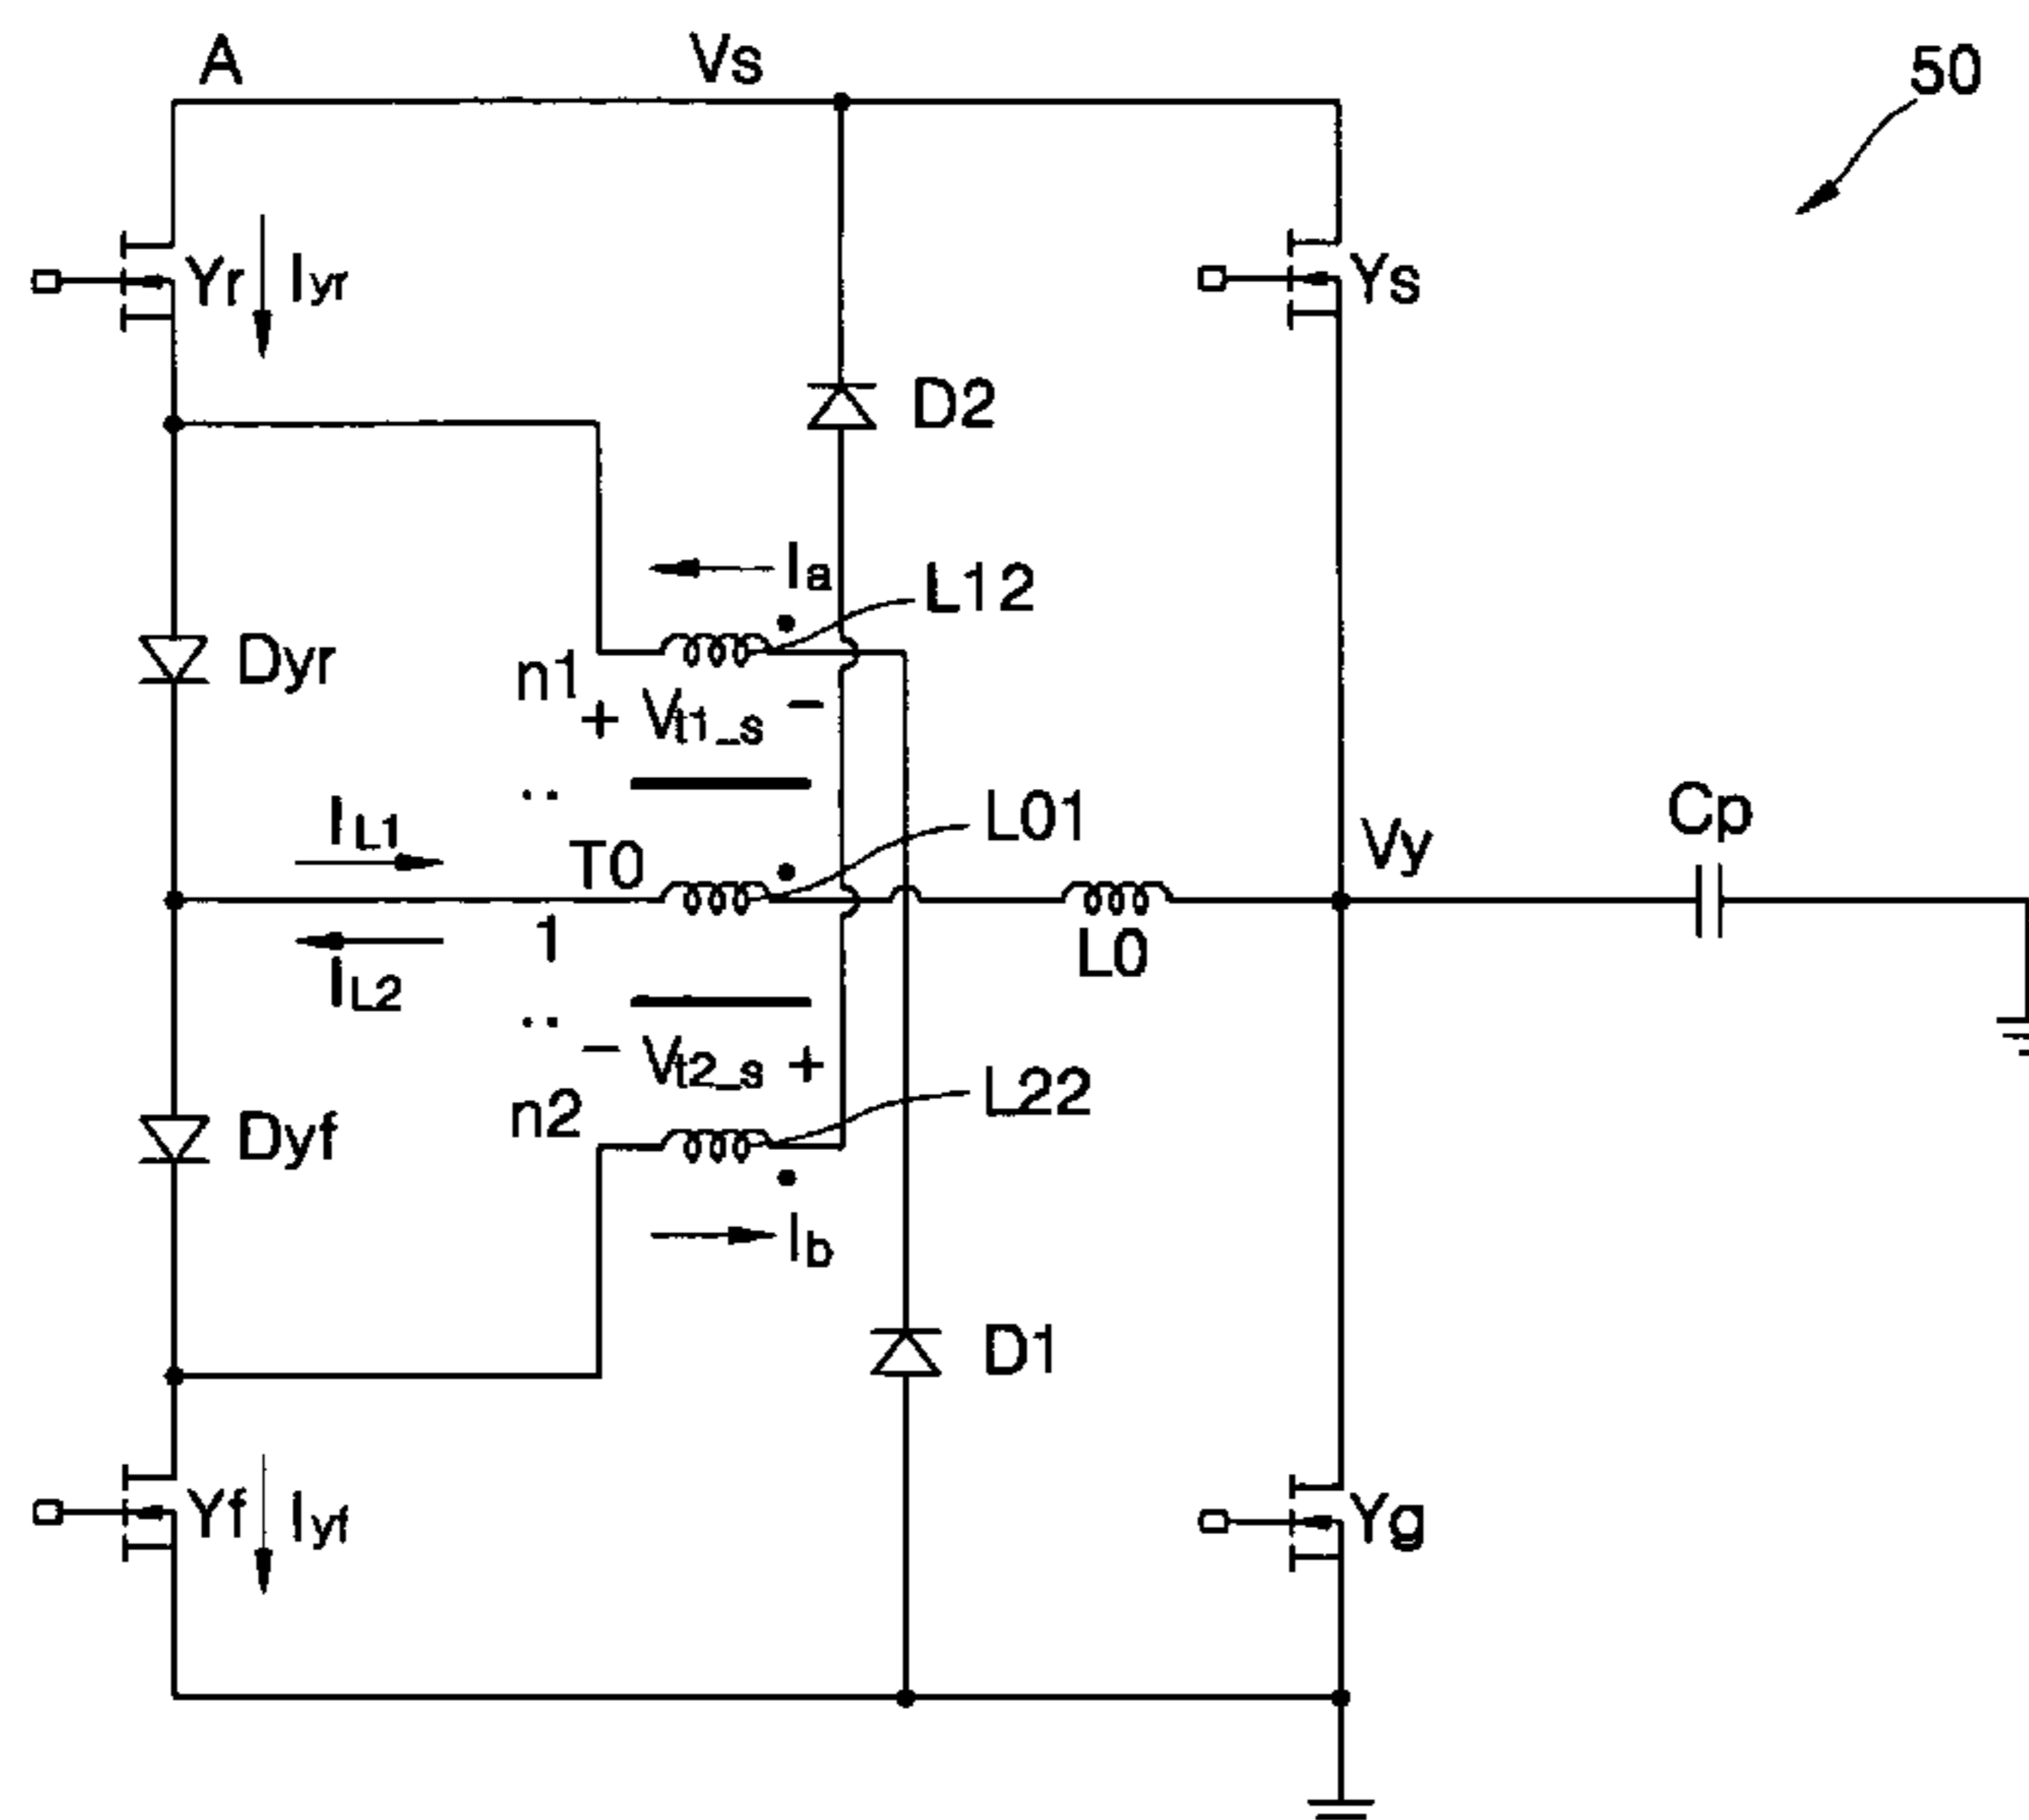 A
Vs
50
Yr
Iyr
Ys
D2
Ia
L12
Dyr
n1
+ Vt1_s −
:
L01
IL1
T0
Cp
Vy
1
IL2
L0
:
− Vt2_s +
n2
L22
Dyf
Ib
D1
Yf
Iyf
Yg